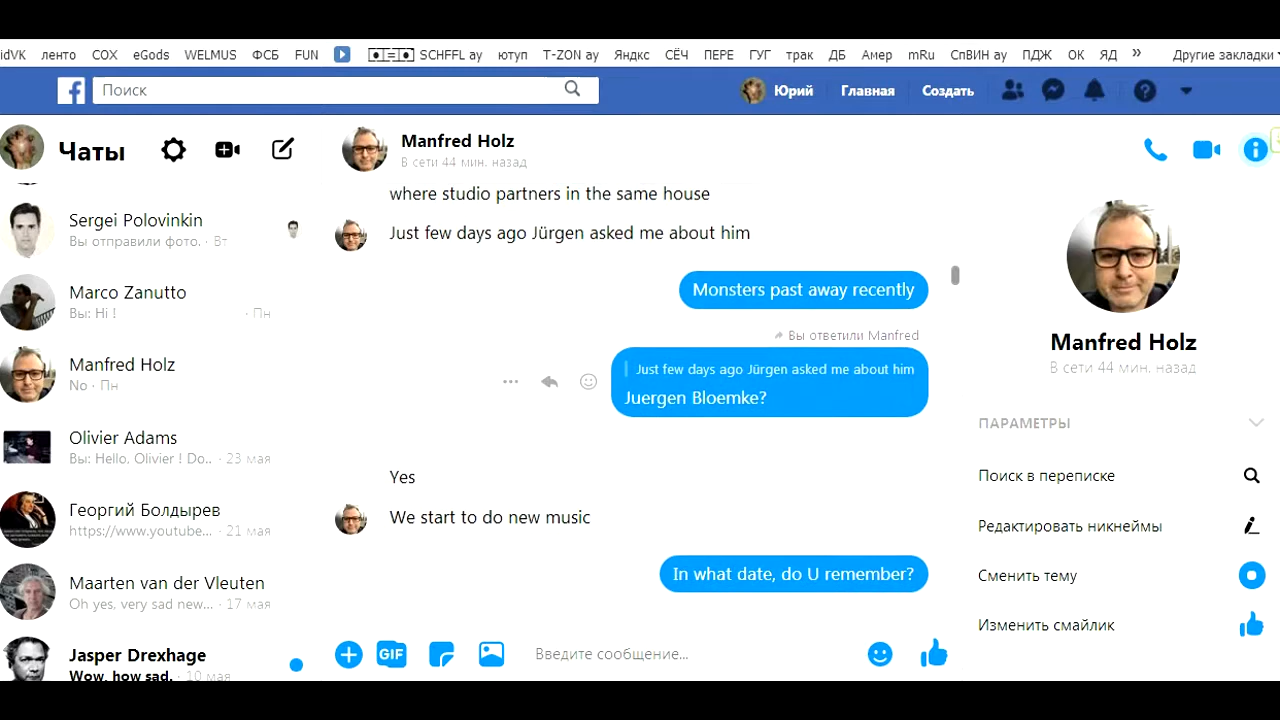 idVK ленто СОХ eGods WELMUS ФСБ FUN SCHFFL ау ютуп T-ZON ау Яндкс СЁЧ ПЕРЕ ГУГ трак ДБ Амер mRu СпВИН ау ПДЖ ОК ЯД » Другие закладки
f Поиск Юрий Главная Создать
Чаты
Sergei Polovinkin
Вы отправили фото. · Вт
Marco Zanutto
Вы: Hi ! · Пн
Manfred Holz
No · Пн
Olivier Adams
Вы: Hello, Olivier ! Do.. · 23 мая
Георгий Болдырев
https://www.youtube... · 21 мая
Maarten van der Vleuten
Oh yes, very sad new... · 17 мая
Jasper Drexhage
Wow, how sad. · 10 мая
Manfred Holz
В сети 44 мин. назад
where studio partners in the same house
Just few days ago Jürgen asked me about him
Monsters past away recently
Вы ответили Manfred
Just few days ago Jürgen asked me about him
Juergen Bloemke?
Yes
We start to do new music
In what date, do U remember?
GIF Введите сообщение...
Manfred Holz
В сети 44 мин. назад
ПАРАМЕТРЫ
Поиск в переписке
Редактировать никнеймы
Сменить тему
Изменить смайлик